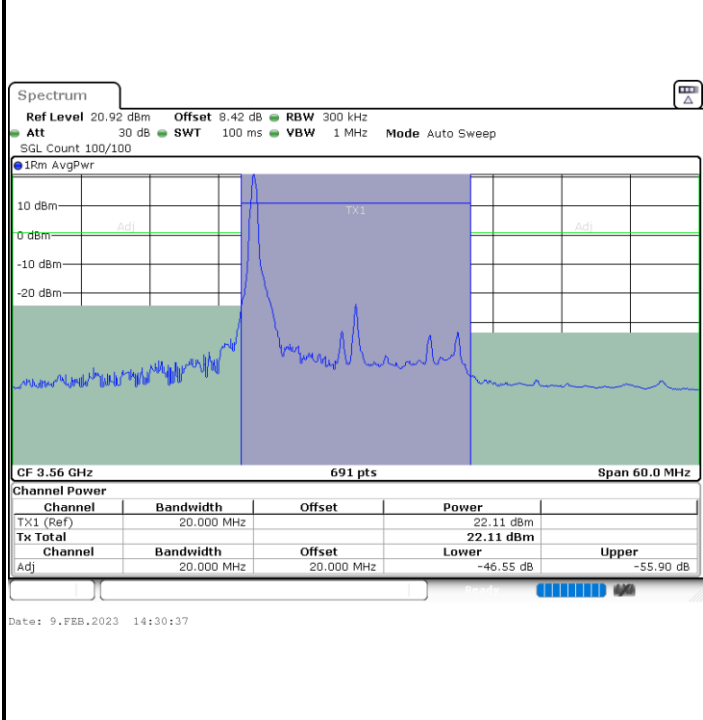 Spectrum
Ref Level 20.92 dBm Offset 8.42 dB RBW 300 kHz
Att 30 dB SWT 100 ms VBW 1 MHz Mode Auto Sweep
SGL Count 100/100
1Rm AvgPwr
10 dBm
TX1
Adj Adj
0 dBm
-10 dBm
-20 dBm
CF 3.56 GHz 691 pts Span 60.0 MHz
Channel Power
Channel Bandwidth Offset Power
TX1 (Ref) 20.000 MHz 22.11 dBm
Tx Total 22.11 dBm
Channel Bandwidth Offset Lower Upper
Adj 20.000 MHz 20.000 MHz -46.55 dB -55.90 dB
Ready
Date: 9.FEB.2023 14:30:37